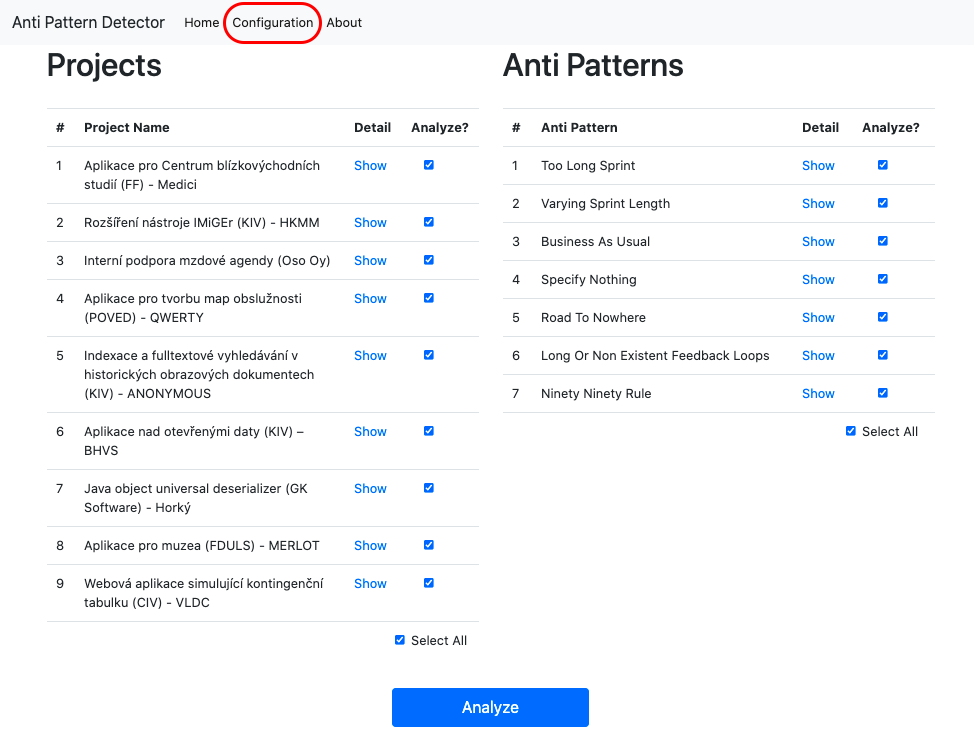 Anti Pattern Detector Home Configuration About
Projects
# Project Name Detail Analyze?
1 Aplikace pro Centrum blízkovýchodních Show
studií (FF) - Medici
2 Rozšíření nástroje IMiGEr (KIV) - HKMM Show
3 Interní podpora mzdové agendy (Oso Oy) Show
4 Aplikace pro tvorbu map obslužnosti Show
(POVED) - QWERTY
5 Indexace a fulltextové vyhledávání v Show
historických obrazových dokumentech
(KIV) - ANONYMOUS
6 Aplikace nad otevřenými daty (KIV) – Show
BHVS
7 Java object universal deserializer (GK Show
Software) - Horký
8 Aplikace pro muzea (FDULS) - MERLOT Show
9 Webová aplikace simulující kontingenční Show
tabulku (CIV) - VLDC
Select All
Anti Patterns
# Anti Pattern Detail Analyze?
1 Too Long Sprint Show
2 Varying Sprint Length Show
3 Business As Usual Show
4 Specify Nothing Show
5 Road To Nowhere Show
6 Long Or Non Existent Feedback Loops Show
7 Ninety Ninety Rule Show
Select All
Analyze